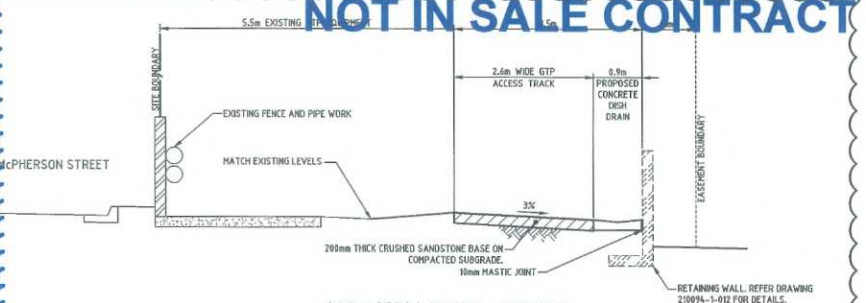 NOT IN SALE CONTRACT
5.5m EXISTING
2.6m WIDE GTP
ACCESS TRACK
0.9m
PROPOSED
CONCRETE
DISH
DRAIN
SITE BOUNDARY
EASEMENT BOUNDARY
EXISTING FENCE AND PIPE WORK
McPHERSON STREET
MATCH EXISTING LEVELS
3%
200mm THICK CRUSHED SANDSTONE BASE ON
COMPACTED SUBGRADE.
10mm MASTIC JOINT
RETAINING WALL. REFER DRAWING
210094-1-012 FOR DETAILS.